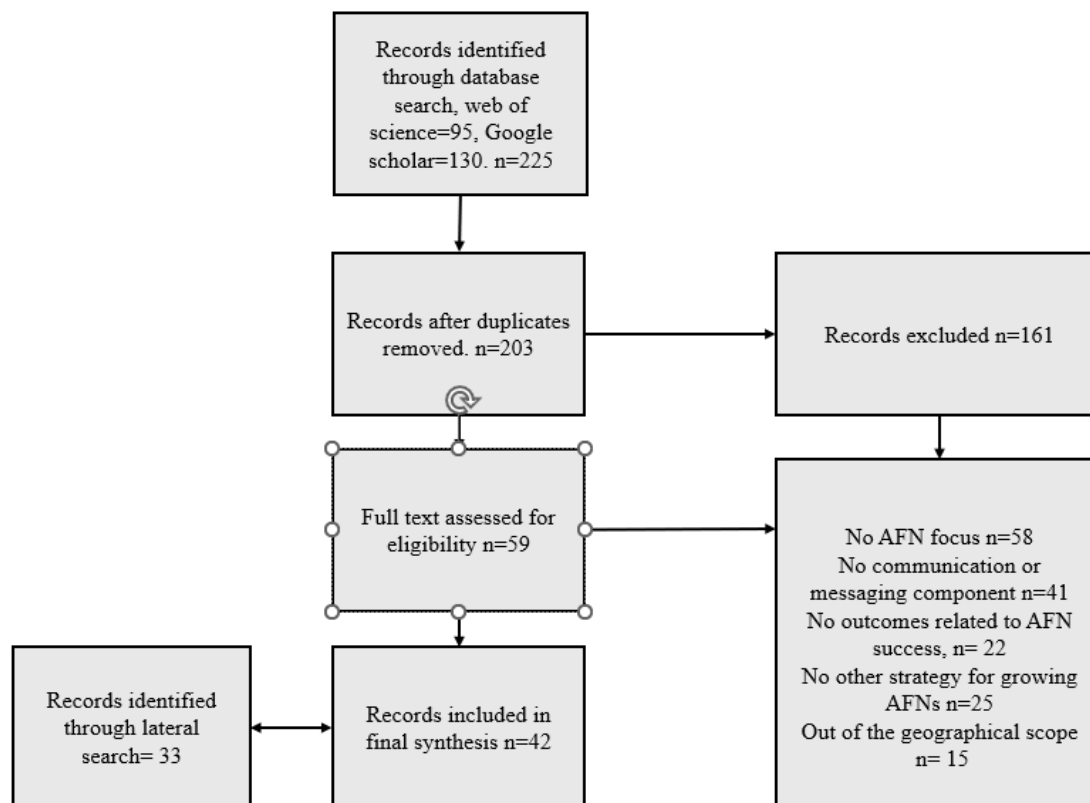 Records identified
through database
search, web of
science=95, Google
scholar=130. n=225
Records after duplicates
removed. n=203
Records excluded n=161
Full text assessed for
eligibility n=59
No AFN focus n=58
No communication or
messaging component n=41
No outcomes related to AFN
success, n= 22
No other strategy for growing
AFNs n=25
Out of the geographical scope
n= 15
Records identified
through lateral
search= 33
Records included in
final synthesis n=42